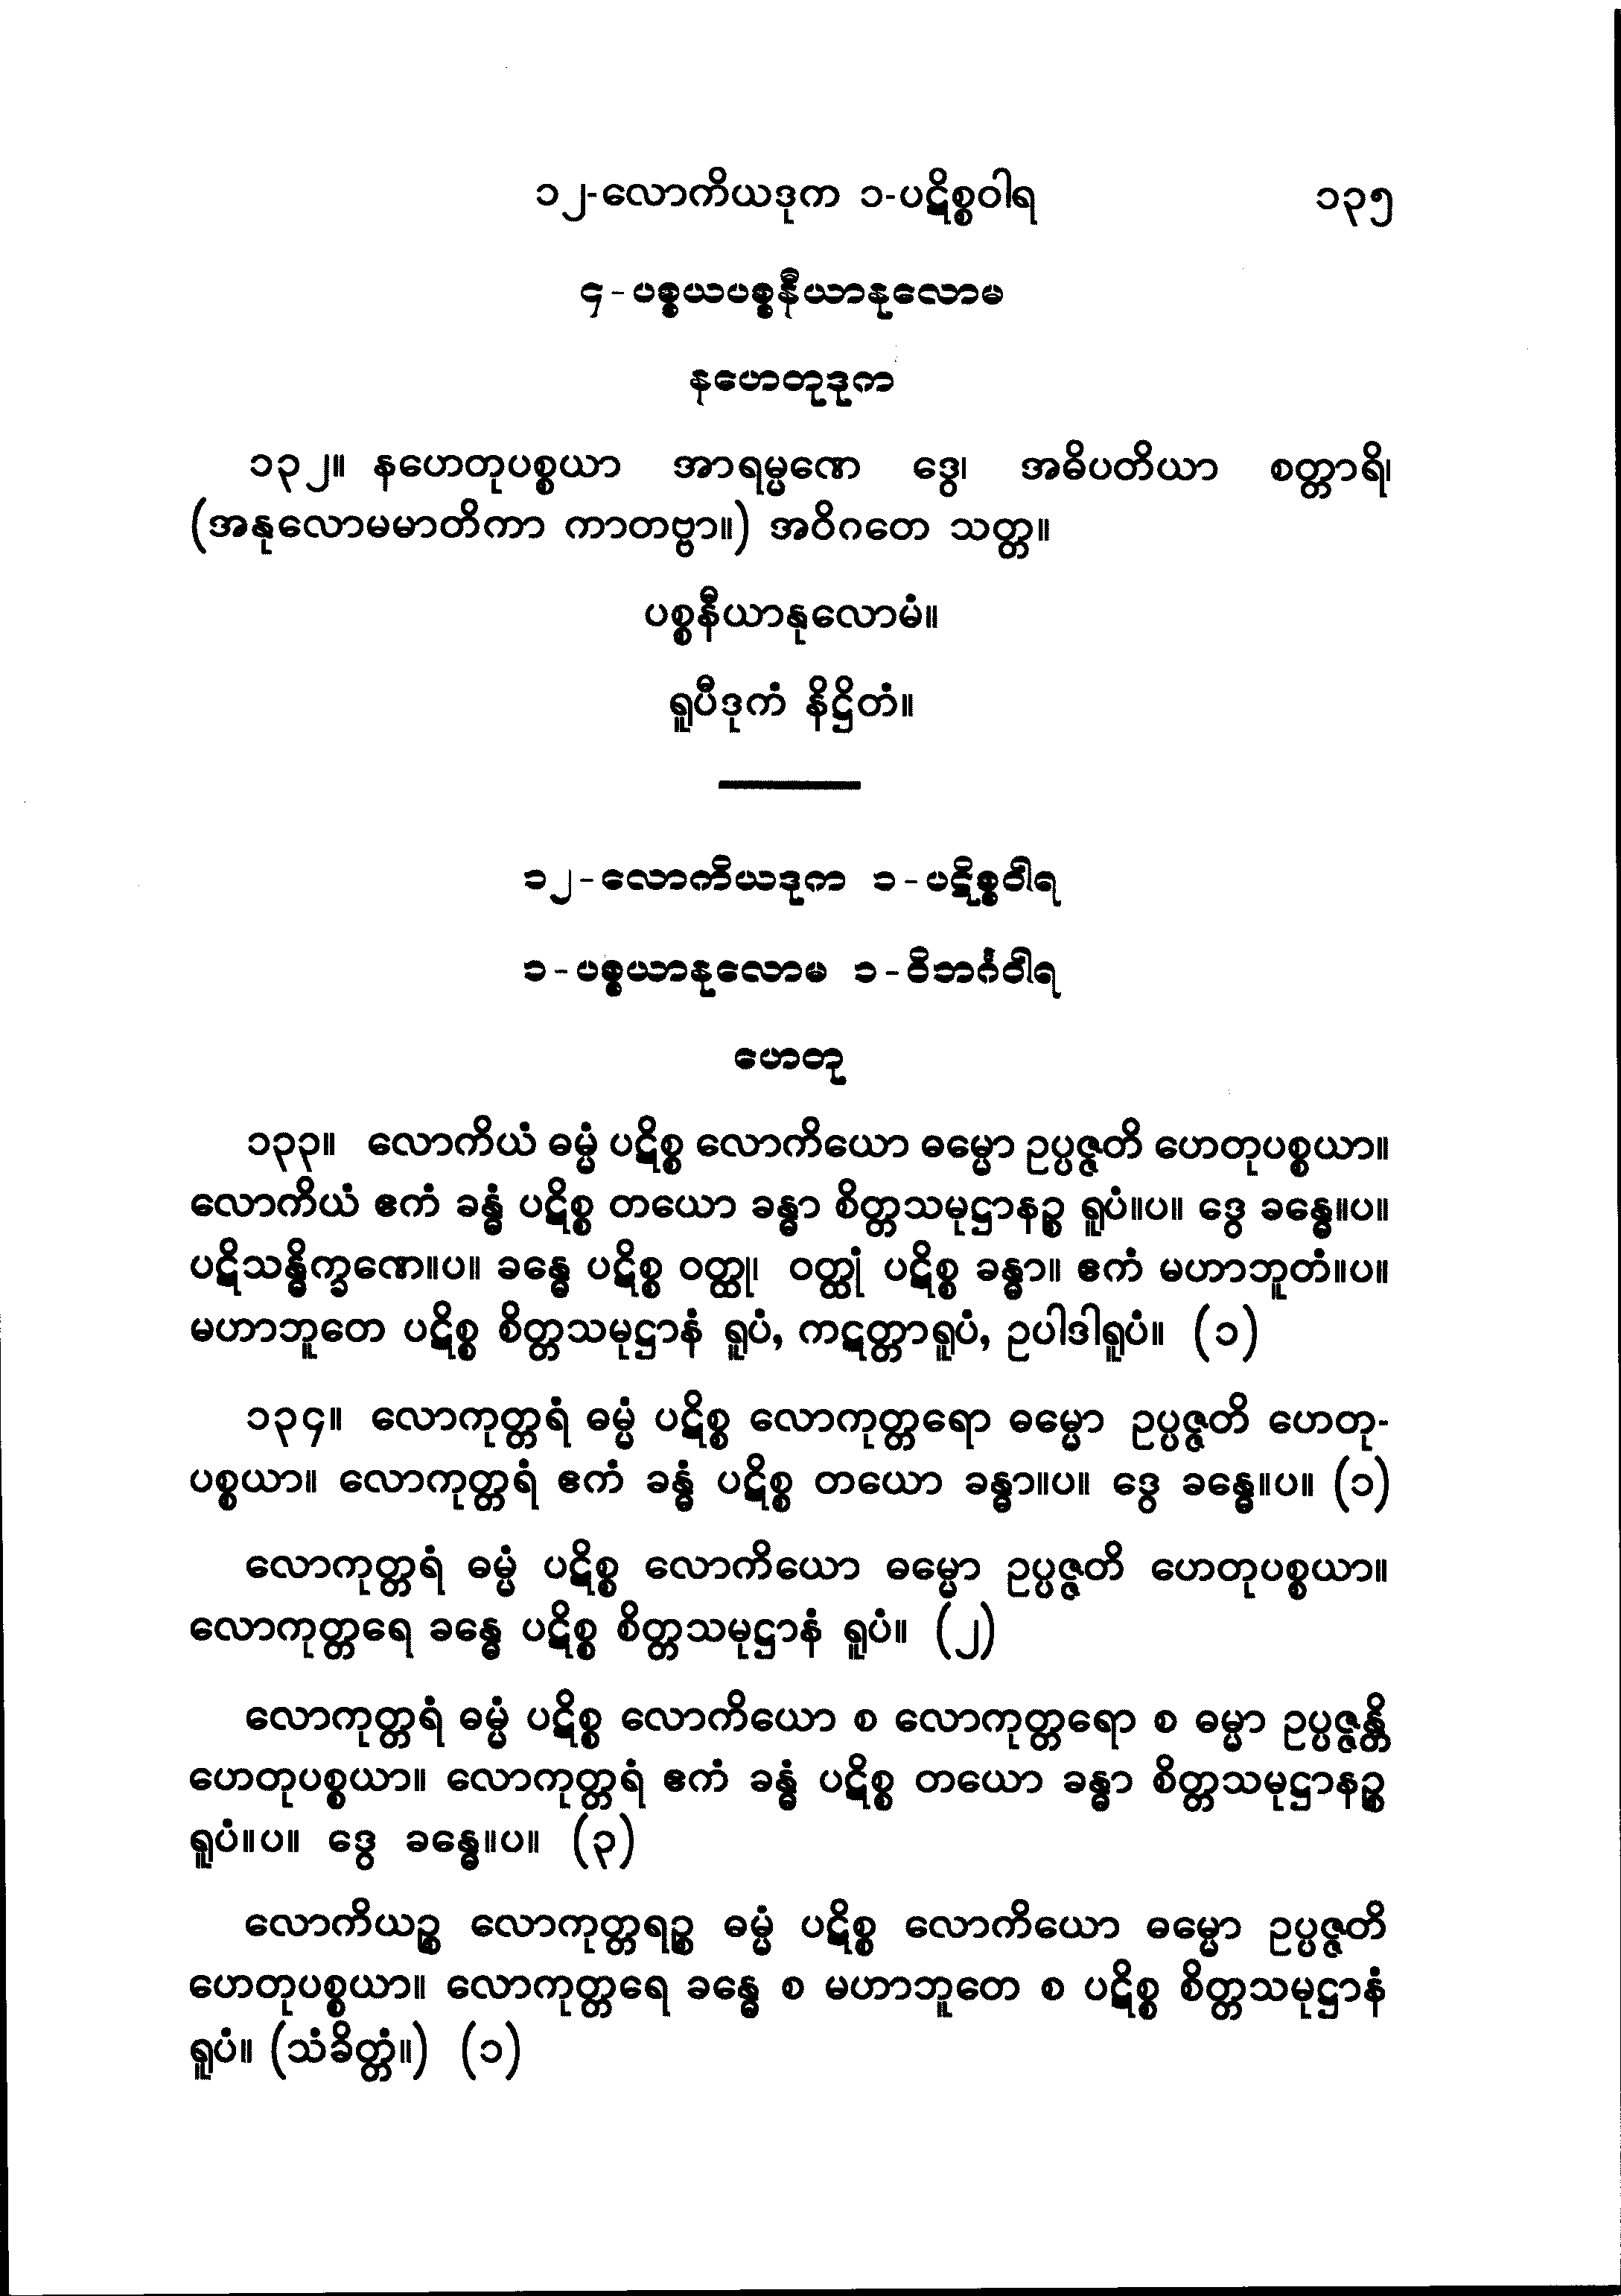 ၁၂-လောကိယဒုက ၁-ပဋိစ္စဝါရ ၁၃၅
၄-ပစ္စယပစ္စနီယာနုလောမ
နဟေတုဒုက
၁၃၂။ နဟေတုပစ္စယာ အာရမ္မဏေ ဒွေ၊ အဓိပတိယာ စတ္တာရိ၊
(အနုလောမမာတိကာ ကာတဗ္ဗာ။) အဝိဂတေ သတ္တ။
ပစ္စနီယာနုလောမံ။
ရူပီဒုကံ နိဋ္ဌိတံ။
၁၂-လောကိယဒုက ၁-ပဋိစ္စဝါရ
၁-ပစ္စယာနုလောမ ၁-ဝိဘင်္ဂဝါရ
ဟေတု
၁၃၃။ လောကိယံ ဓမ္မံ ပဋိစ္စ လောကိယော ဓမ္မော ဥပ္ပဇ္ဇတိ ဟေတုပစ္စယာ။
လောကိယံ ဧကံ ခန္ဓံ ပဋိစ္စ တယော ခန္ဓာ စိတ္တသမုဋ္ဌာနဉ္စ ရူပံ။ပ။ ဒွေ ခန္ဓေ။ပ။
ပဋိသန္ဓိက္ခဏေ။ပ။ ခန္ဓေ ပဋိစ္စ ဝတ္ထု၊ ဝတ္ထုံ ပဋိစ္စ ခန္ဓာ။ ဧကံ မဟာဘူတံ။ပ။
မဟာဘူတေ ပဋိစ္စ စိတ္တသမုဋ္ဌာနံ ရူပံ, ကဋတ္တာရူပံ, ဥပါဒါရူပံ။ (၁)
၁၃၄။ လောကုတ္တရံ ဓမ္မံ ပဋိစ္စ လောကုတ္တရော ဓမ္မော ဥပ္ပဇ္ဇတိ ဟေတု-
ပစ္စယာ။ လောကုတ္တရံ ဧကံ ခန္ဓံ ပဋိစ္စ တယော ခန္ဓာ။ပ။ ဒွေ ခန္ဓေ။ပ။ (၁)
လောကုတ္တရံ ဓမ္မံ ပဋိစ္စ လောကိယော ဓမ္မော ဥပ္ပဇ္ဇတိ ဟေတုပစ္စယာ။
လောကုတ္တရေ ခန္ဓေ ပဋိစ္စ စိတ္တသမုဋ္ဌာနံ ရူပံ။ (၂)
လောကုတ္တရံ ဓမ္မံ ပဋိစ္စ လောကိယော စ လောကုတ္တရော စ ဓမ္မာ ဥပ္ပဇ္ဇန္တိ
ဟေတုပစ္စယာ။ လောကုတ္တရံ ဧကံ ခန္ဓံ ပဋိစ္စ တယော ခန္ဓာ စိတ္တသမုဋ္ဌာနဉ္စ
ရူပံ။ပ။ ဒွေ ခန္ဓေ။ပ။ (၃)
လောကိယဉ္စ လောကုတ္တရဉ္စ ဓမ္မံ ပဋိစ္စ လောကိယော ဓမ္မော ဥပ္ပဇ္ဇတိ
ဟေတုပစ္စယာ။ လောကုတ္တရေ ခန္ဓေ စ မဟာဘူတေ စ ပဋိစ္စ စိတ္တသမုဋ္ဌာနံ
ရူပံ။ (သံခိတ္တံ။) (၁)